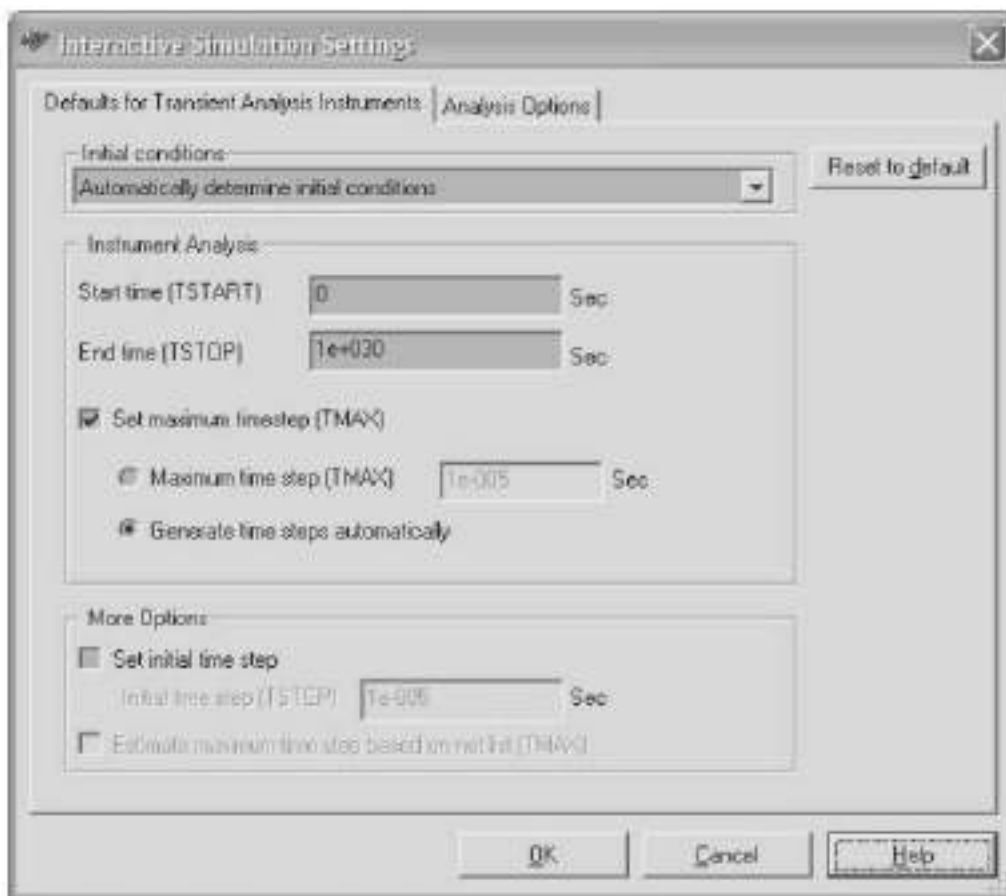 Interactive Simulation Settings
Defaults for Transient Analysis Instruments
Analysis Options
Initial conditions
Automatically determine initial conditions
Reset to default
Instrument Analysis
Start time (TSTART) 0 Sec
End time (TSTOP) 1e+030 Sec
Set maximum timestep (TMAX)
Maximum time step (TMAX) 1e-005 Sec
Generate time steps automatically
More Options
Set initial time step
Initial time step (TSTEP) 1e-005 Sec
Estimate maximum time step based on net list (TMAX)
OK Cancel Help